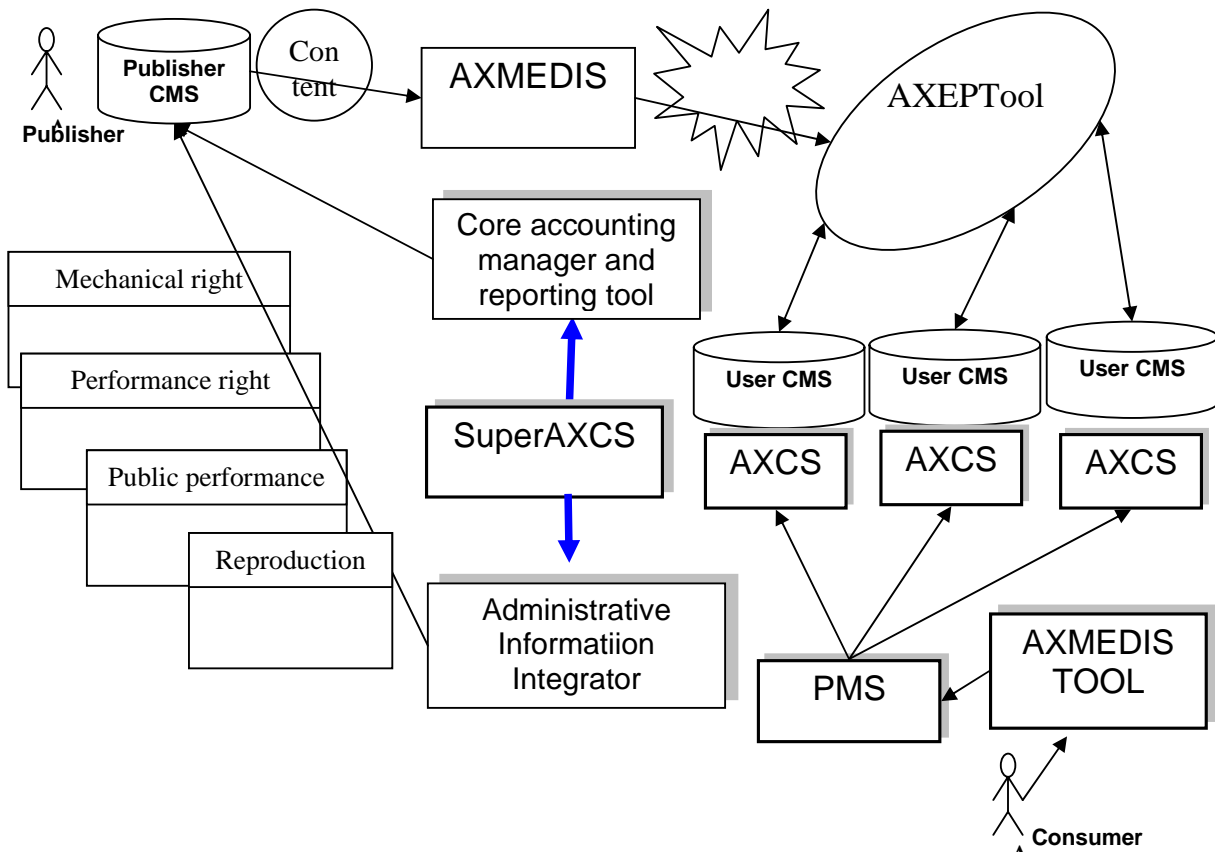 Publisher
CMS
Publisher
Con
tent
AXMEDIS
AXEPTool
Core accounting
manager and
reporting tool
Mechanical right
Performance right
Public performance
Reproduction
SuperAXCS
Administrative
Informatiion
Integrator
User CMS
User CMS
User CMS
AXCS
AXCS
AXCS
PMS
AXMEDIS
TOOL
Consumer